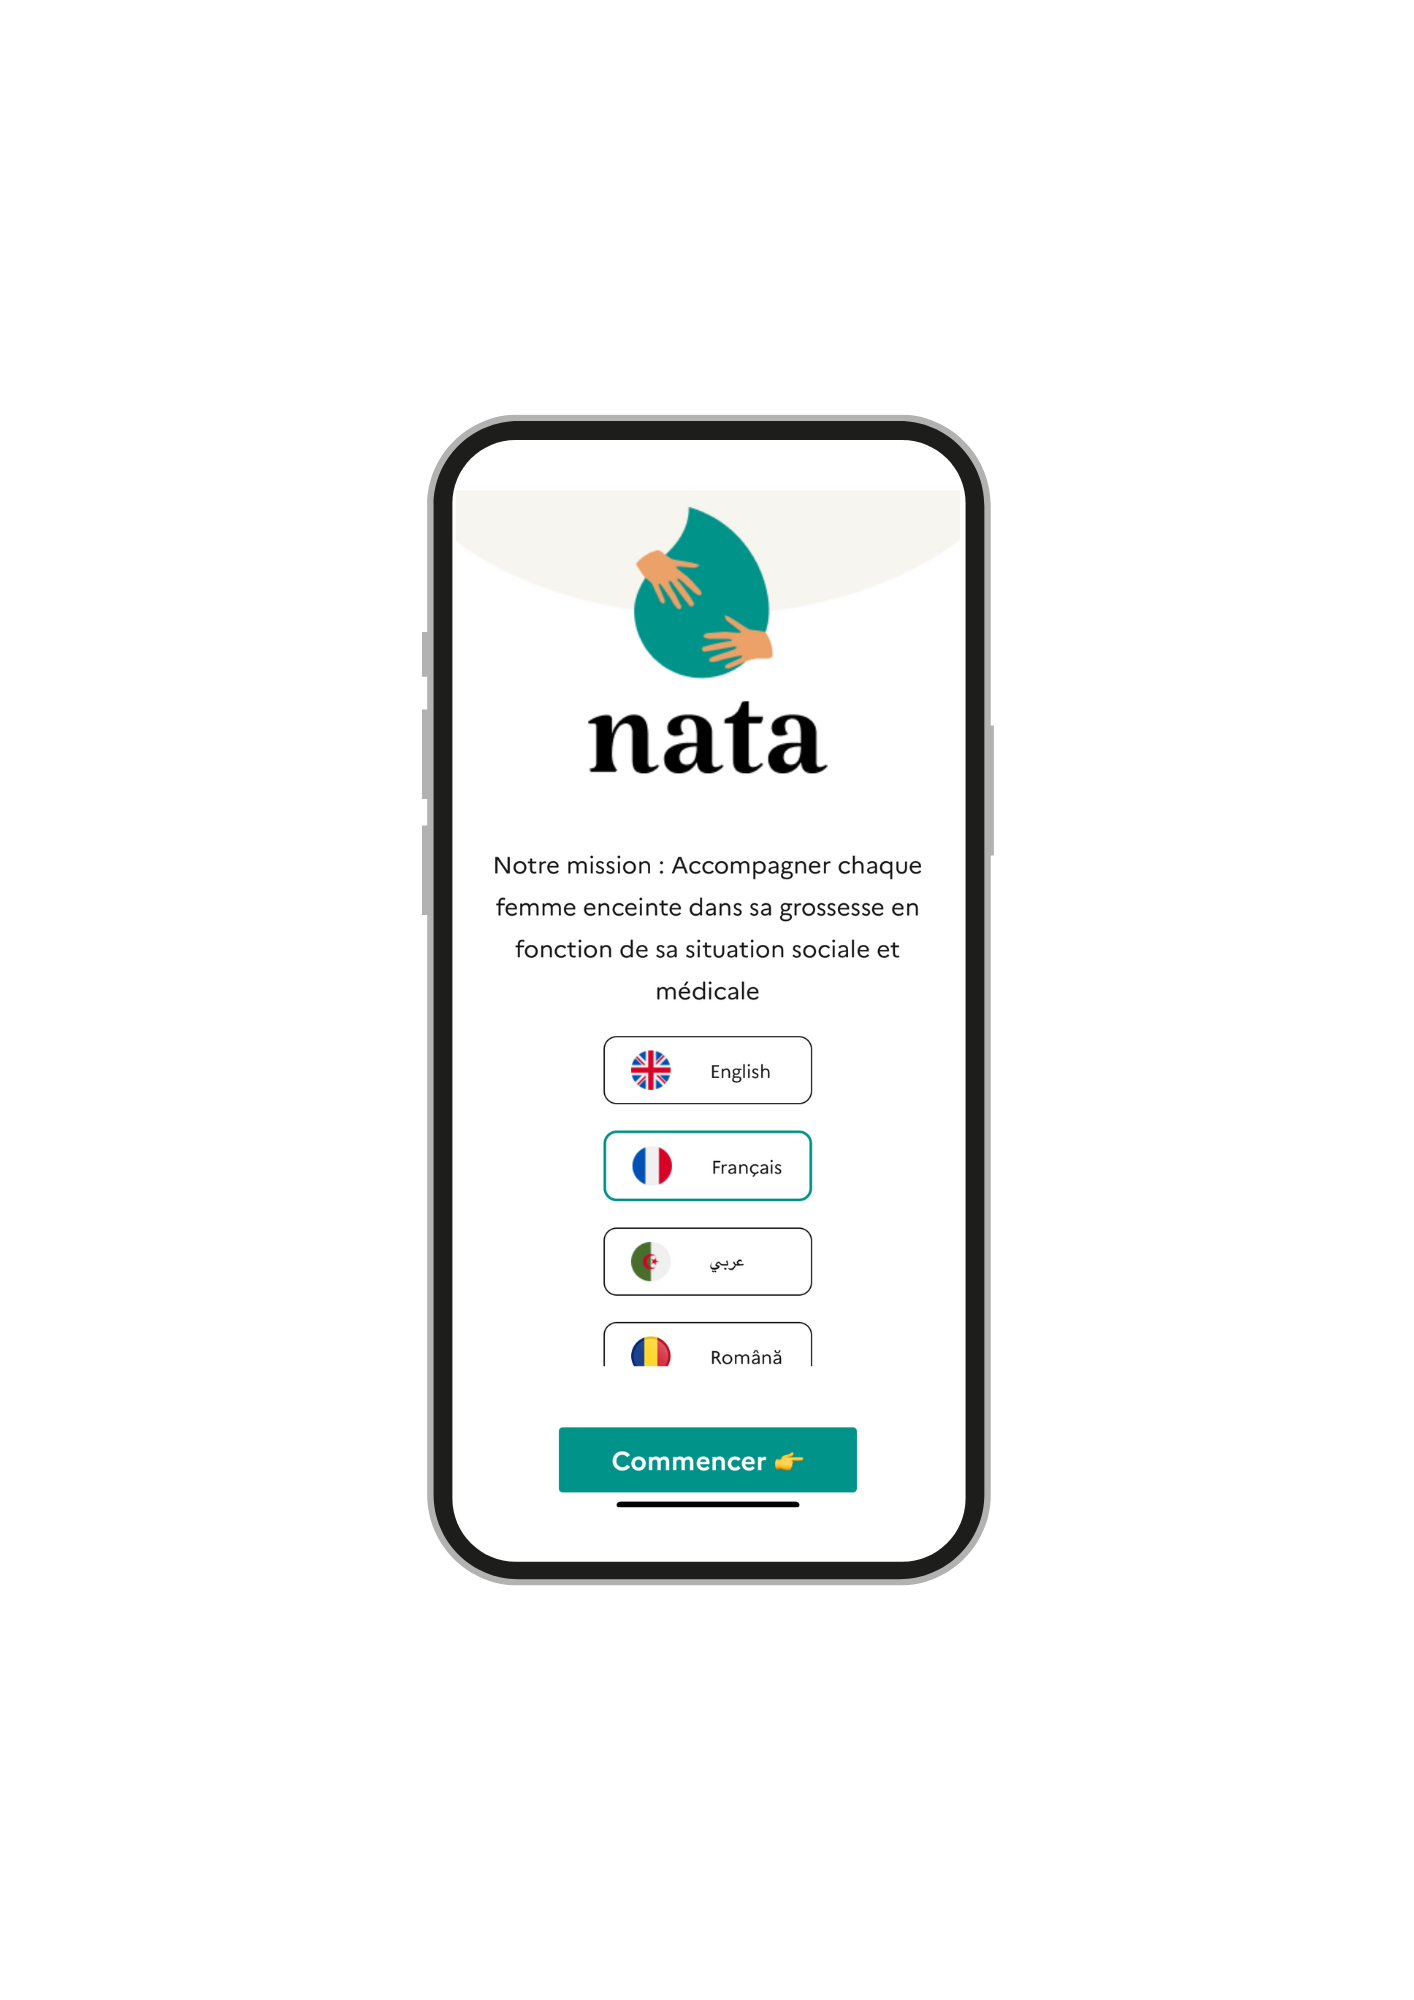 nata
Notre mission : Accompagner chaque
femme enceinte dans sa grossesse en
fonction de sa situation sociale et
médicale
English
Français
عربي
Română
Commencer 👉